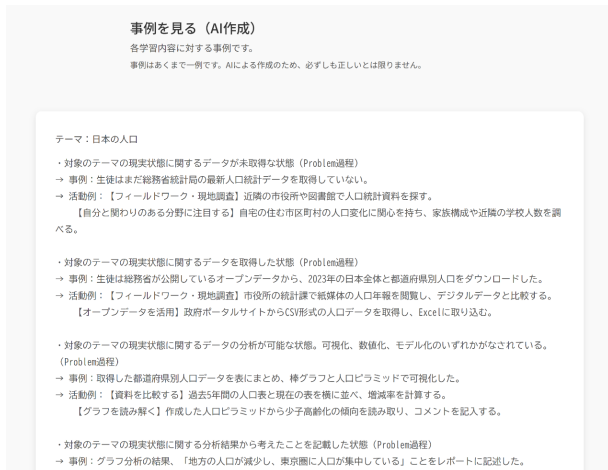 事例を見る（AI作成）
各学習内容に対する事例です。
事例はあくまで一例です。AIによる作成のため、必ずしも正しいとは限りません。
テーマ：日本の人口
・対象のテーマの現実状態に関するデータが未取得な状態（Problem過程）
→ 事例：生徒はまだ総務省統計局の最新人口統計データを取得していない。
→ 活動例：【フィールドワーク・現地調査】近隣の市役所や図書館で人口統計資料を探す。
【自分と関わりのある分野に注目する】自宅の住む市区町村の人口変化に関心を持ち、家族構成や近隣の学校人数を調
べる。
・対象のテーマの現実状態に関するデータを取得した状態（Problem過程）
→ 事例：生徒は総務省が公開しているオープンデータから、2023年の日本全体と都道府県別人口をダウンロードした。
→ 活動例：【フィールドワーク・現地調査】市役所の統計課で紙媒体の人口年報を閲覧し、デジタルデータと比較する。
【オープンデータを活用】政府ポータルサイトからCSV形式の人口データを取得し、Excelに取り込む。
・対象のテーマの現実状態に関するデータの分析が可能な状態。可視化、数値化、モデル化のいずれかがなされている。
（Problem過程）
→ 事例：取得した都道府県別人口データを表にまとめ、棒グラフと人口ピラミッドで可視化した。
→ 活動例：【資料を比較する】過去5年間の人口表と現在の表を横に並べ、増減率を計算する。
【グラフを読み解く】作成した人口ピラミッドから少子高齢化の傾向を読み取り、コメントを記入する。
・対象のテーマの現実状態に関する分析結果から考えたことを記載した状態（Problem過程）
→ 事例：グラフ分析の結果、「地方の人口が減少し、東京圏に人口が集中している」ことをレポートに記述した。